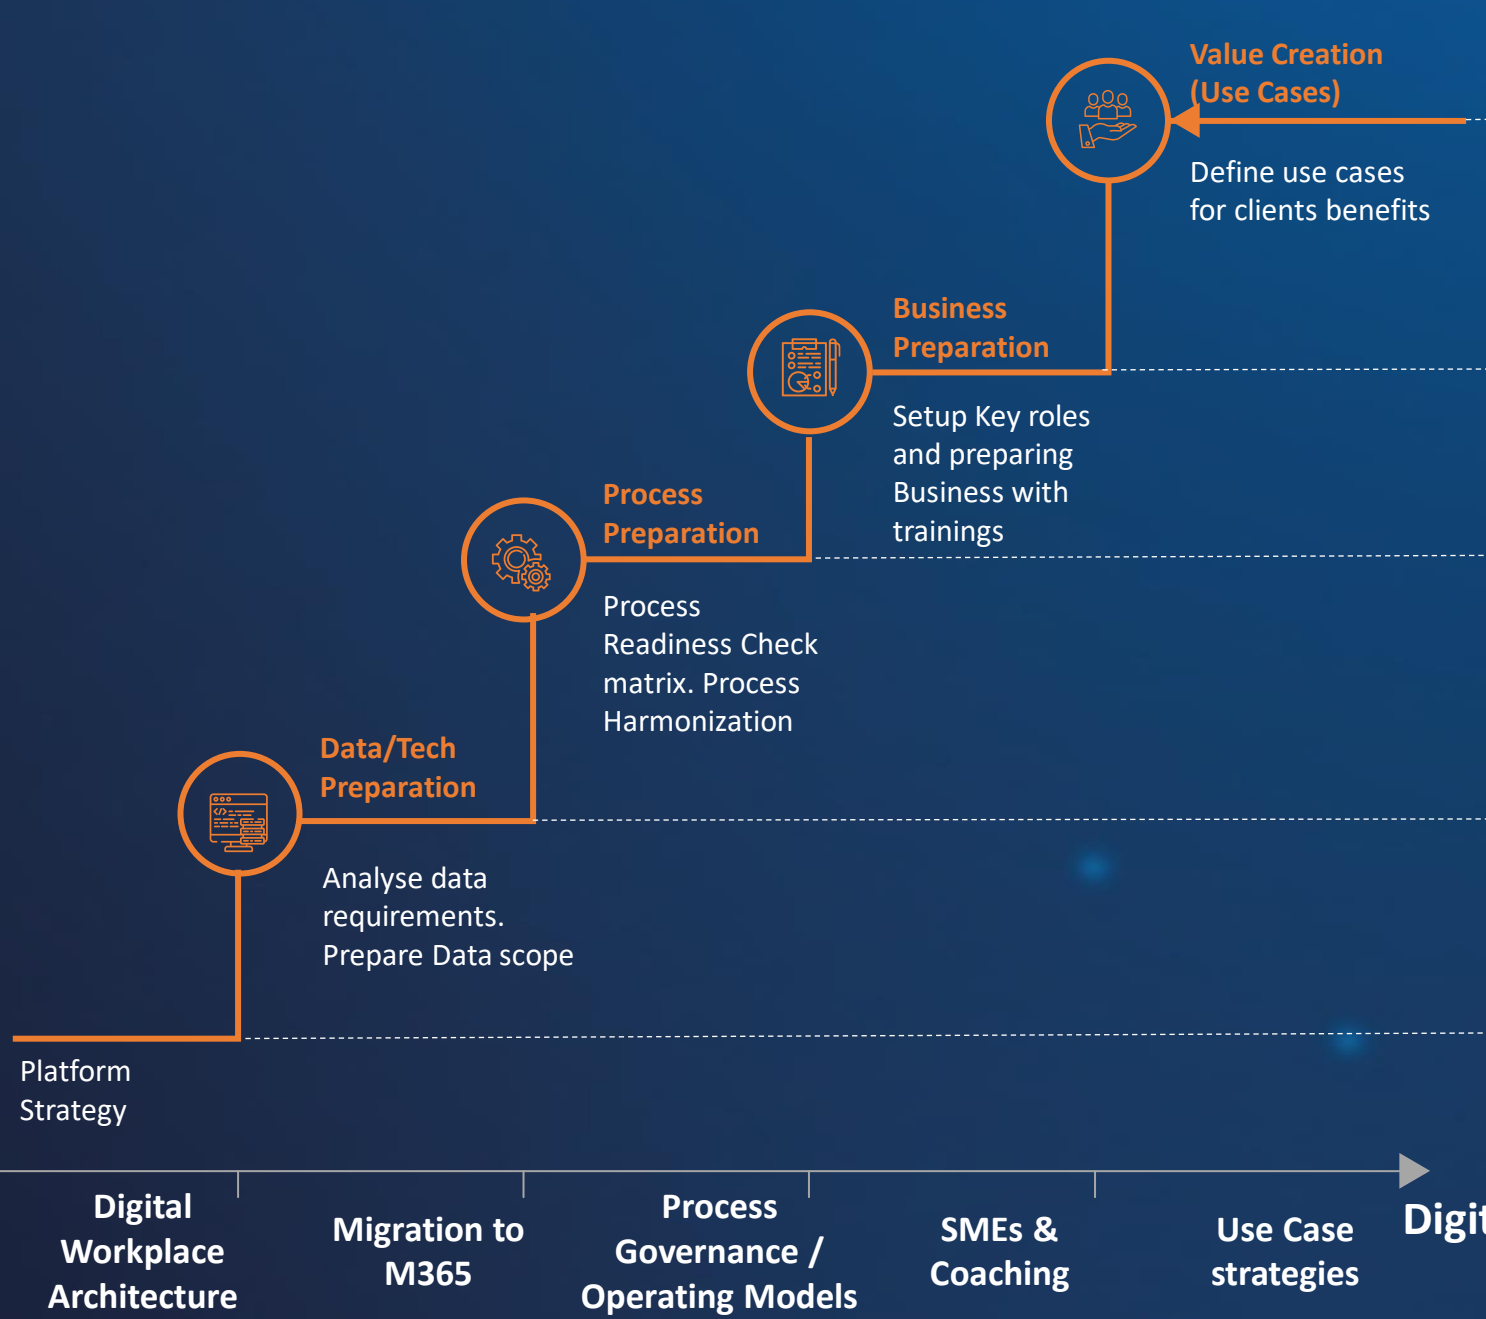 Value Creation
(Use Cases)
Define use cases
for clients benefits
Business
Preparation
Setup Key roles
and preparing
Business with
trainings
Process
Preparation
Process
Readiness Check
matrix. Process
Harmonization
Data/Tech
Preparation
Analyse data
requirements.
Prepare Data scope
Platform
Strategy
Digital
Workplace
Architecture
Migration to
M365
Process
Governance /
Operating Models
SMEs &
Coaching
Use Case
strategies